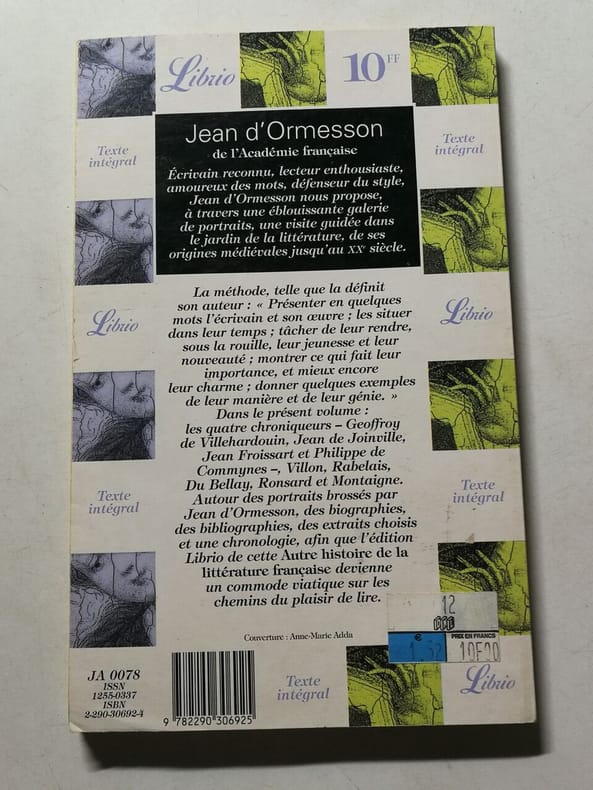 Librio
10 FF
Texte
intégral
Texte
intégral
Jean d'Ormesson
de l'Académie française
Écrivain reconnu, lecteur enthousiaste,
amoureux des mots, défenseur du style,
Jean d'Ormesson nous propose,
à travers une éblouissante galerie
de portraits, une visite guidée dans
le jardin de la littérature, de ses
origines médiévales jusqu'au XXe siècle.
Librio
Librio
La méthode, telle que la définit
son auteur : « Présenter en quelques
mots l'écrivain et son œuvre ; les situer
dans leur temps ; tâcher de leur rendre,
sous la rouille, leur jeunesse et leur
nouveauté ; montrer ce qui fait leur
importance, et mieux encore
leur charme ; donner quelques exemples
de leur manière et de leur génie. »
Dans le présent volume :
les quatre chroniqueurs – Geoffroy
de Villehardouin, Jean de Joinville,
Jean Froissart et Philippe de
Commynes –, Villon, Rabelais,
Du Bellay, Ronsard et Montaigne.
Autour des portraits brossés par
Jean d'Ormesson, des biographies,
des bibliographies, des extraits choisis
et une chronologie, afin que l'édition
Librio de cette Autre histoire de la
littérature française devienne
un commode viatique sur les
chemins du plaisir de lire.
Texte
intégral
Texte
intégral
Couverture : Anne-Marie Adda
12
€
1.52
PRIX EN FRANCS
10F00
JA 0078
ISSN
1255-0337
ISBN
2-290-30692-4
9 782290 306925
Texte
intégral
Librio